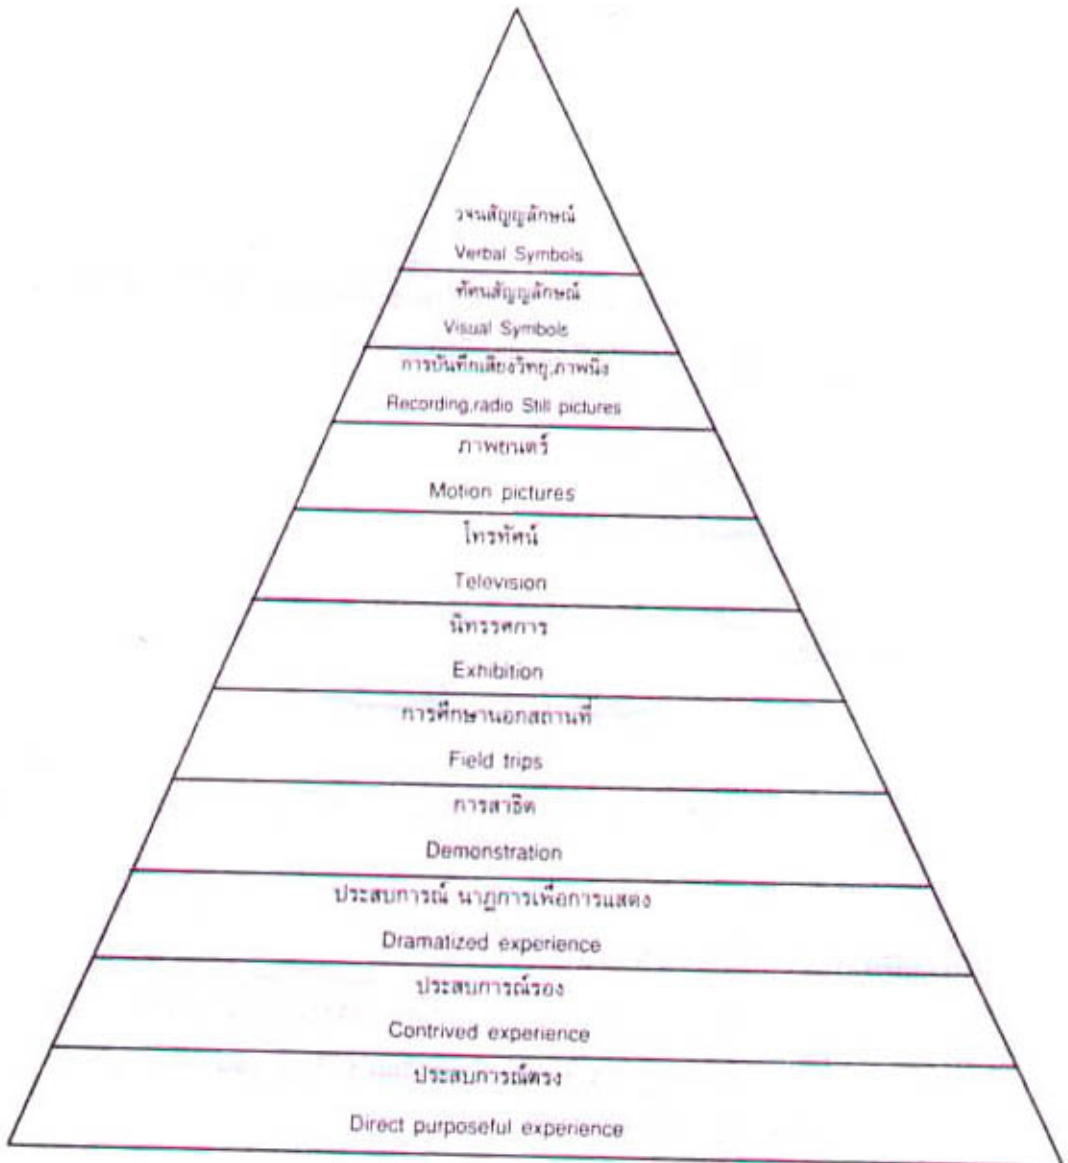 วจนสัญญลักษณ์
Verbal Symbols
ทัศนสัญญลักษณ์
Visual Symbols
การบันทึกเสียงวิทยุ,ภาพนิ่ง
Recording,radio Still pictures
ภาพยนตร์
Motion pictures
โทรทัศน์
Television
นิทรรศการ
Exhibition
การศึกษานอกสถานที่
Field trips
การสาธิต
Demonstration
ประสบการณ์ นาฏการเพื่อการแสดง
Dramatized experience
ประสบการณ์รอง
Contrived experience
ประสบการณ์ตรง
Direct purposeful experience